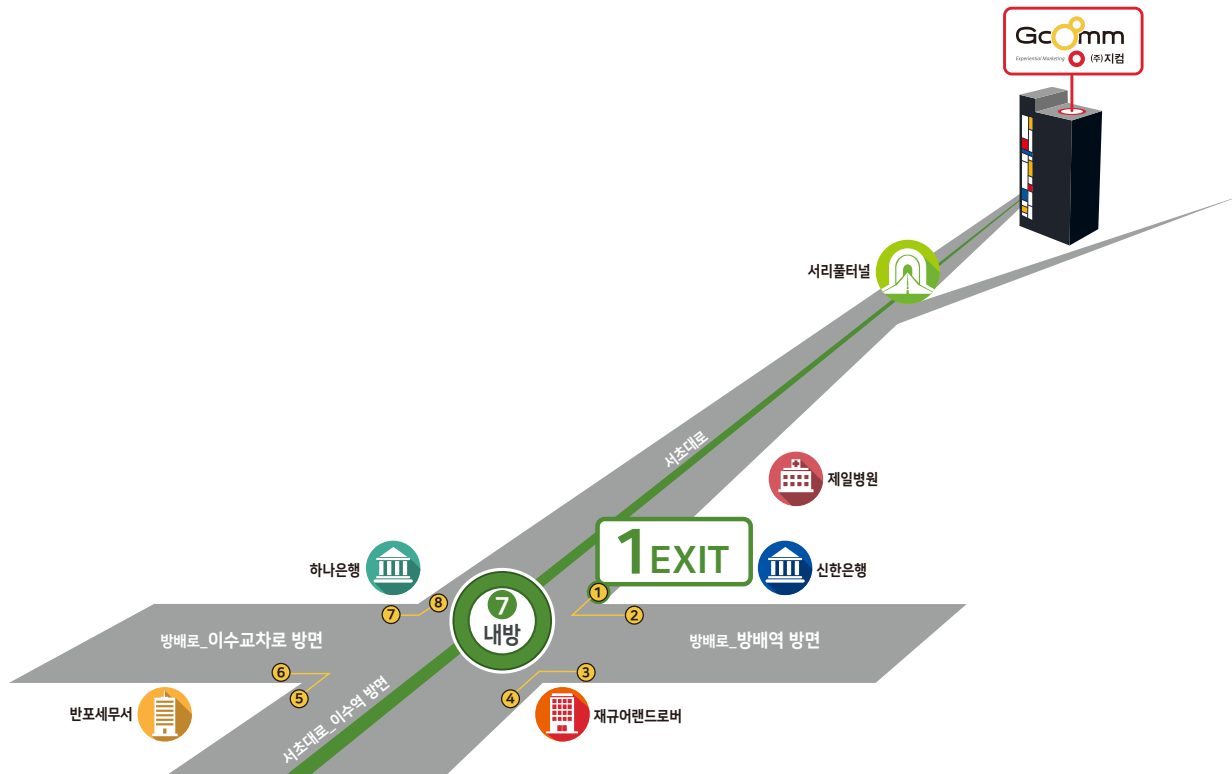 Gcomm
Experiential Marketing
(주)지컴
서리풀터널
서초대로
제일병원
1 EXIT
하나은행
신한은행
1
8
7
2
7
내방
방배로_이수교차로 방면
방배로_방배역 방면
6
3
5
4
반포세무서
서초대로_이수역 방면
재규어랜드로버